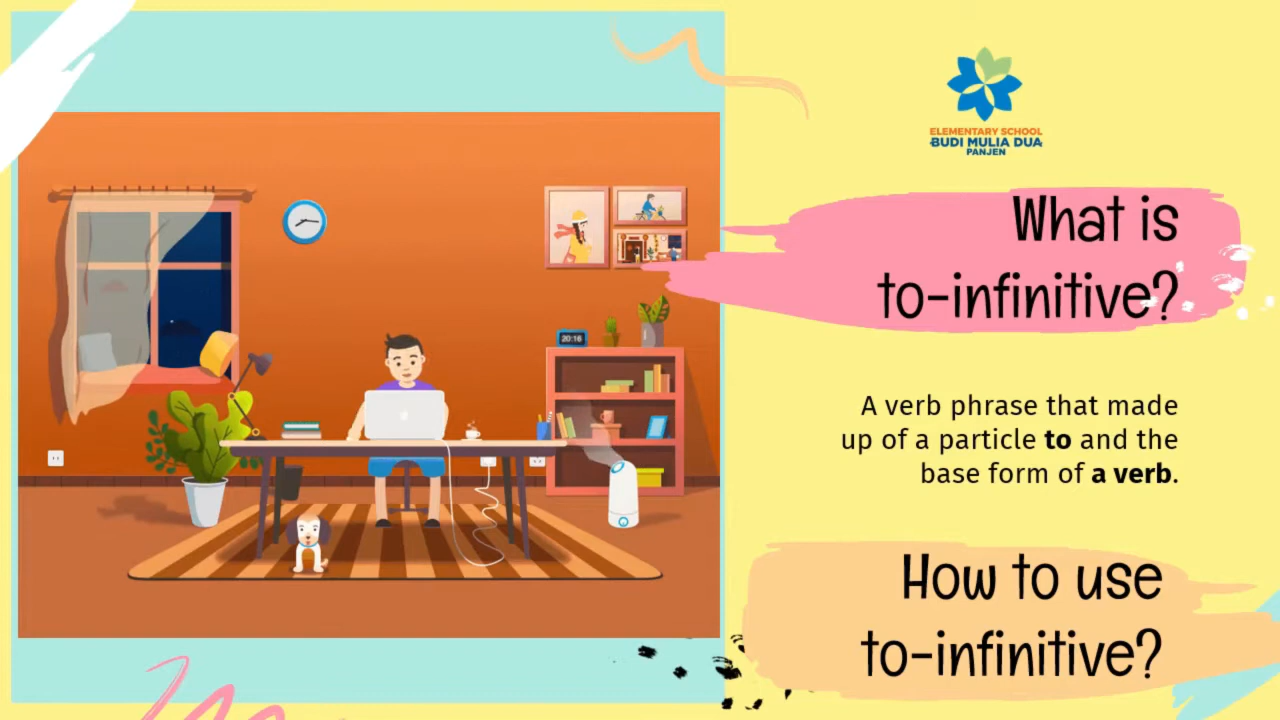 ELEMENTARY SCHOOL
BUDI MULIA DUA
PANJEN
What is
to-infinitive?
A verb phrase that made
up of a particle to and the
base form of a verb.
How to use
to-infinitive?
20:16